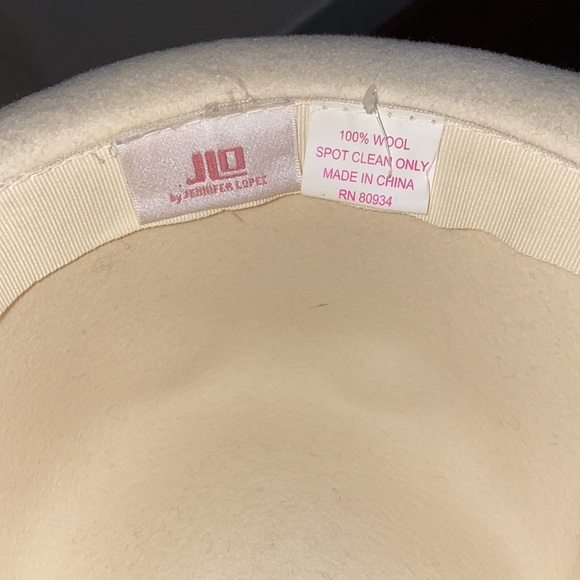 JLO
by JENNIFER LOPEZ
100% WOOL
SPOT CLEAN ONLY
MADE IN CHINA
RN 80934